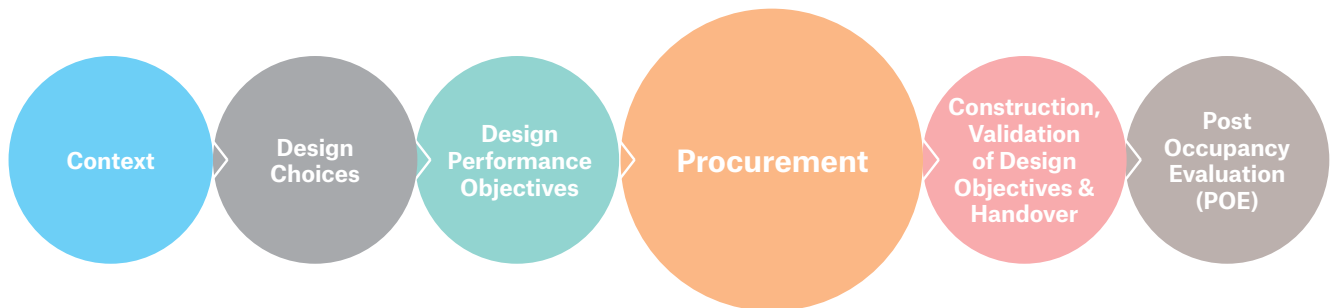 Context
Design
Choices
Design
Performance
Objectives
Procurement
Construction,
Validation
of Design
Objectives &
Handover
Post
Occupancy
Evaluation
(POE)